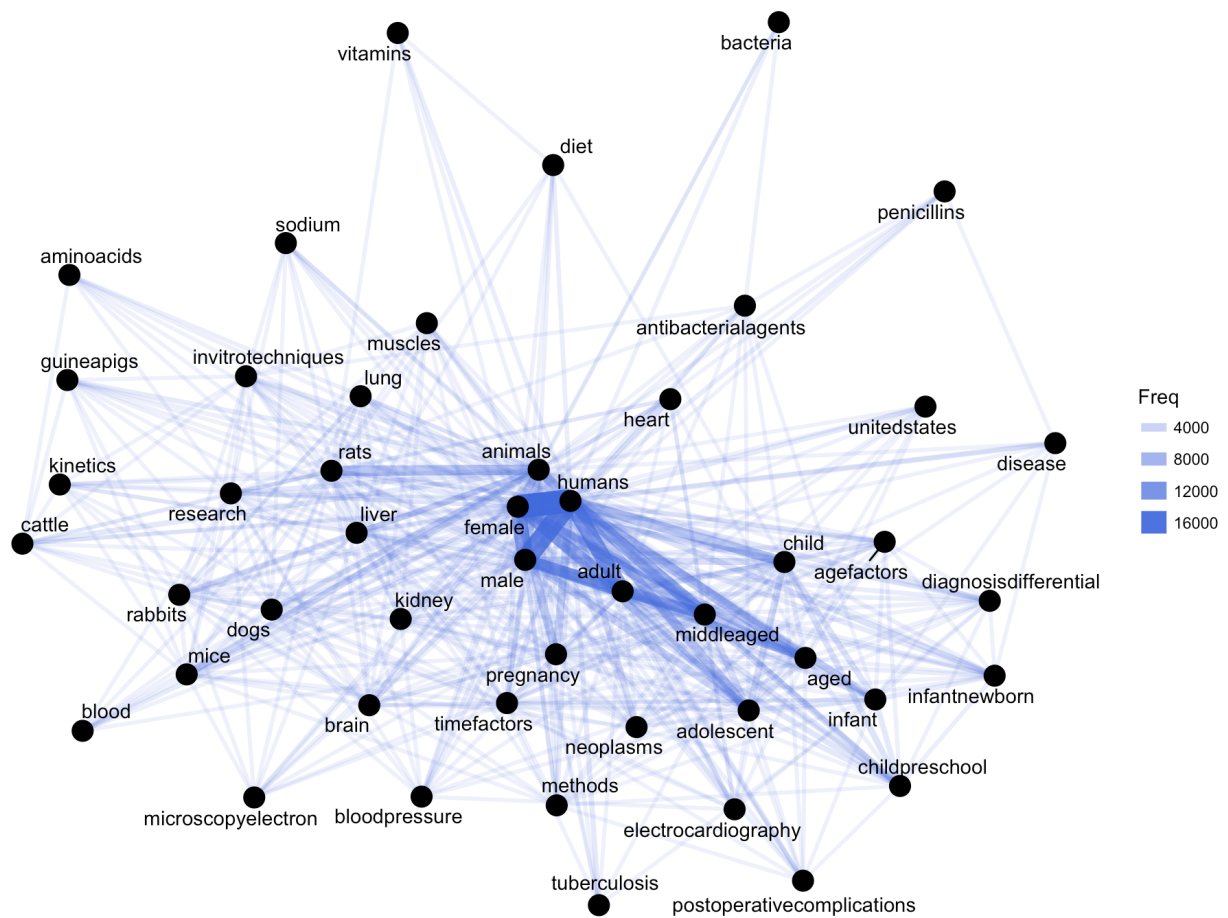 bacteria
vitamins
diet
penicillins
sodium
aminoacids
antibacterialagents
muscles
invitrotechniques
guineapigs
lung
Freq
heart
unitedstates
4000
animals
rats
8000
kinetics
disease
humans
12000
research
liver
female
16000
cattle
child
adult
agefactors
male
diagnosisdifferential
kidney
rabbits
dogs
middleaged
mice
pregnancy
aged
infantnewborn
blood
brain
timefactors
adolescent
infant
neoplasms
childpreschool
methods
microscopyelectron
bloodpressure
electrocardiography
tuberculosis
postoperativecomplications